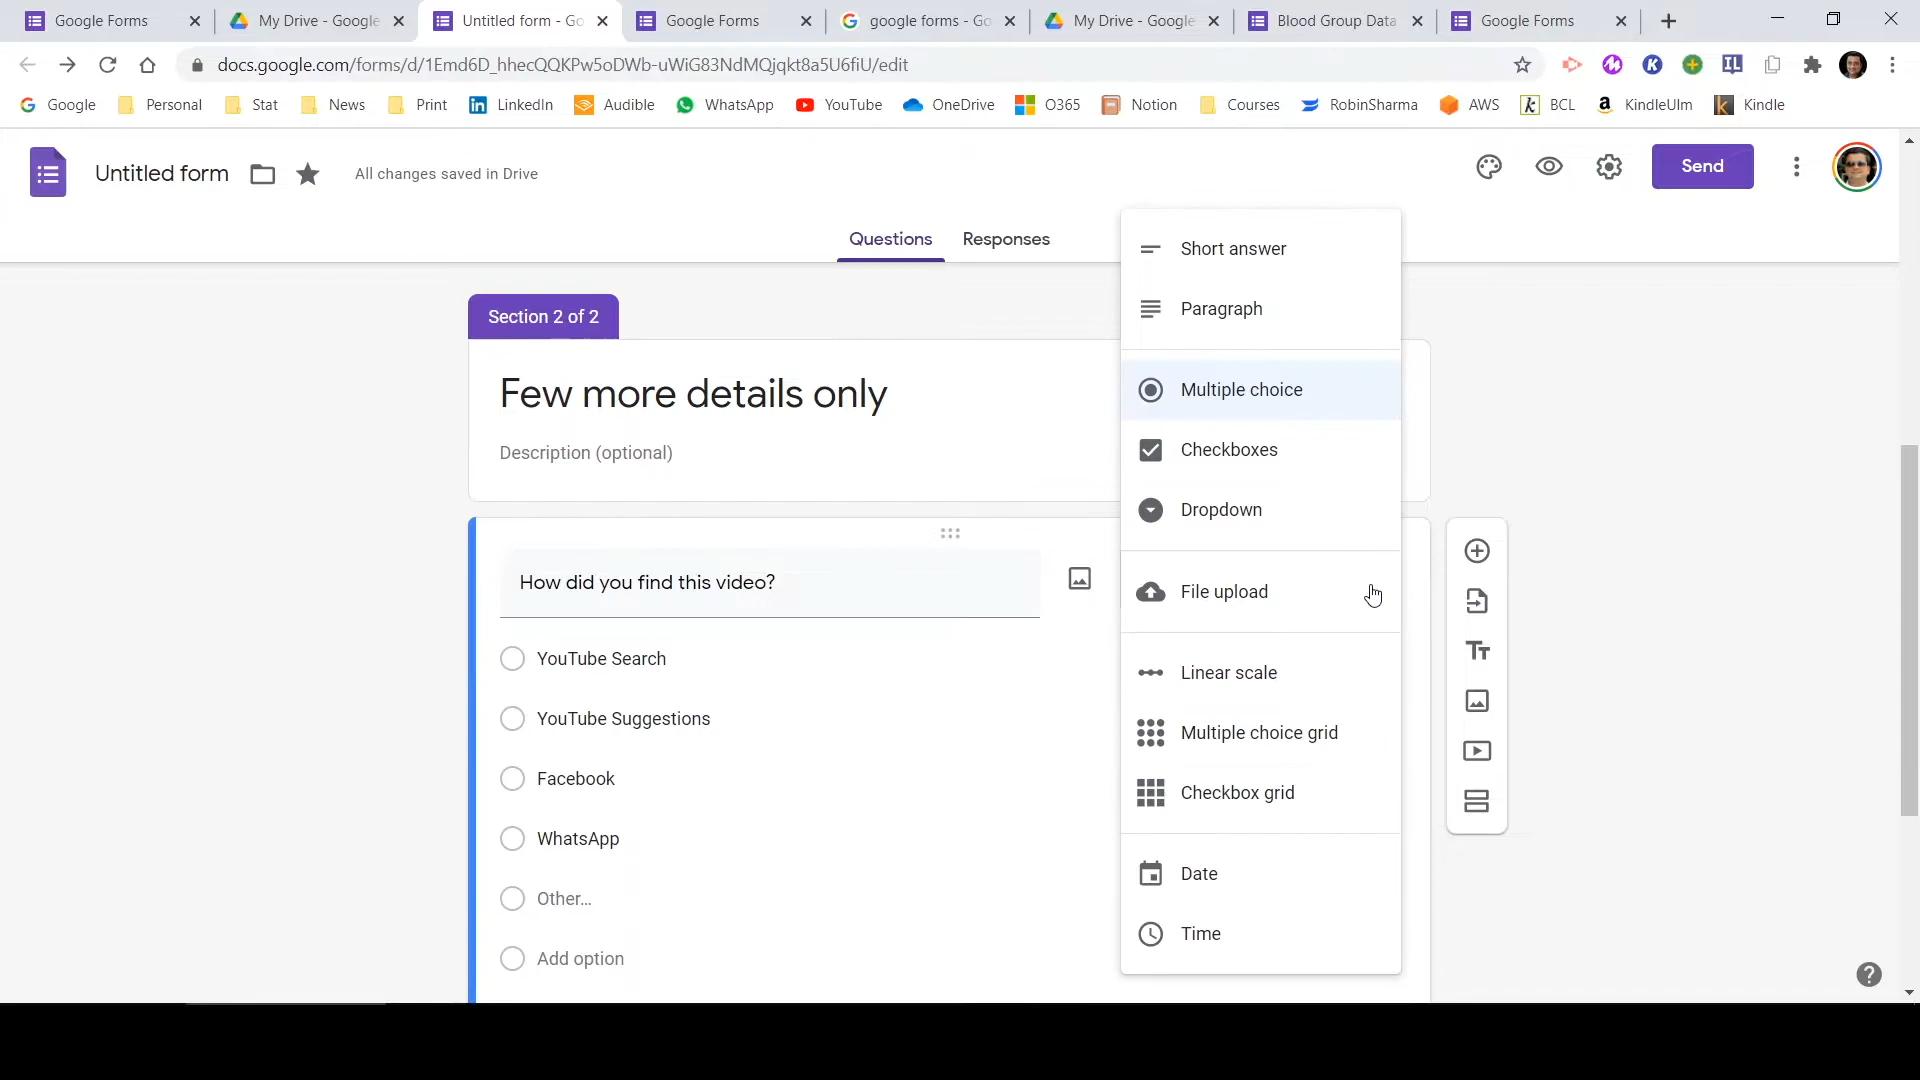 Google Forms
My Drive - Google
Untitled form - Go
Google Forms
google forms - Go
My Drive - Google
Blood Group Data
Google Forms
docs.google.com/forms/d/1Emd6D_hhecQQKPw5oDWb-uWiG83NdMQjqkt8a5U6fiU/edit
Google Personal Stat News Print LinkedIn Audible WhatsApp YouTube OneDrive O365 Notion Courses RobinSharma AWS BCL KindleUlm Kindle
Untitled form
All changes saved in Drive
Send
Questions Responses
Section 2 of 2
Few more details only
Description (optional)
How did you find this video?
YouTube Search
YouTube Suggestions
Facebook
WhatsApp
Other...
Add option
Short answer
Paragraph
Multiple choice
Checkboxes
Dropdown
File upload
Linear scale
Multiple choice grid
Checkbox grid
Date
Time